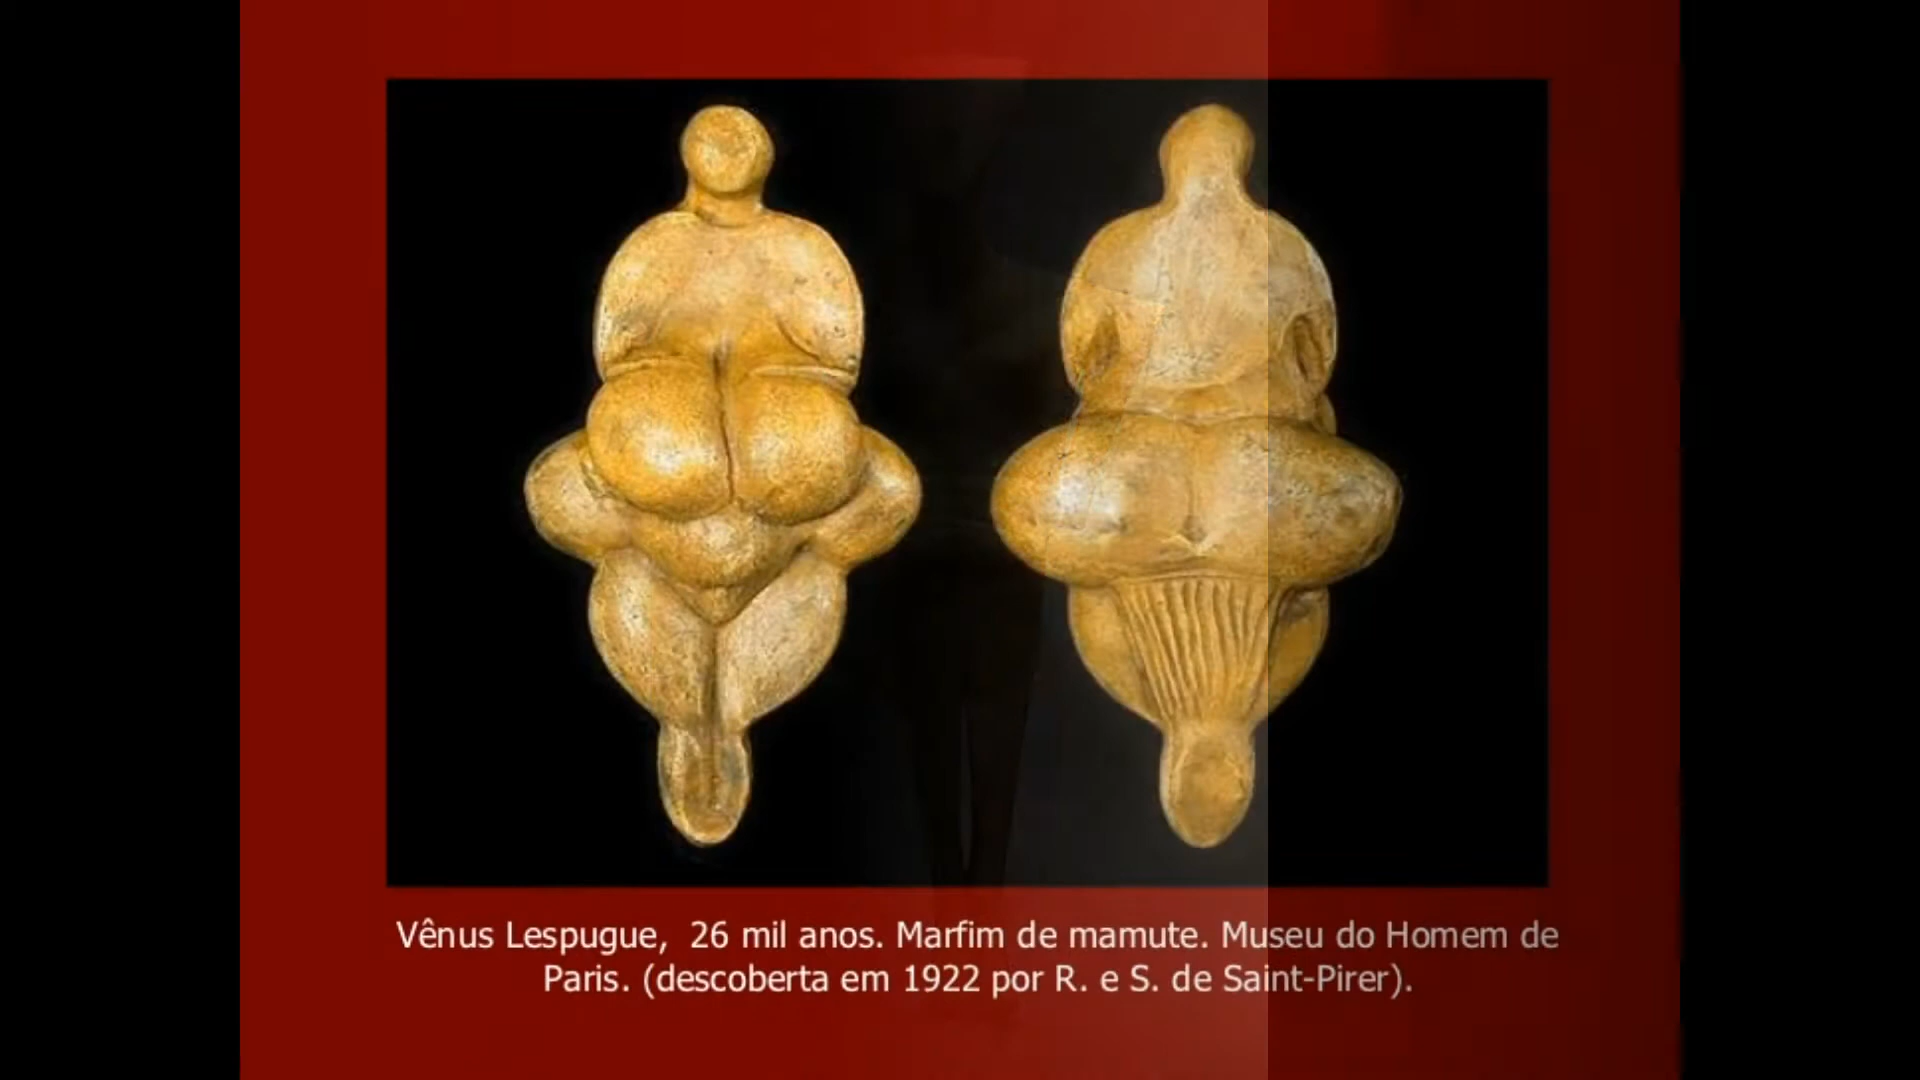 Vênus Lespugue, 26 mil anos. Marfim de mamute. Museu do Homem de
Paris. (descoberta em 1922 por R. e S. de Saint-Pirer).